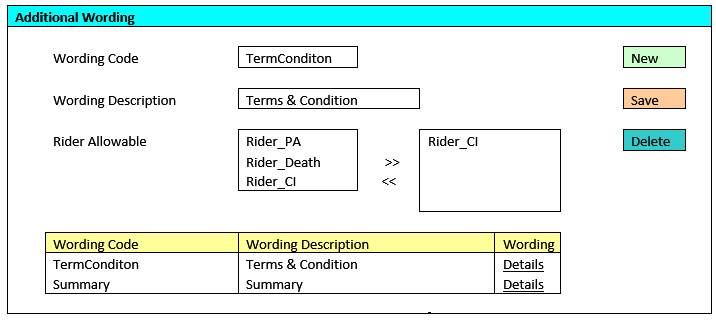 Additional Wording
Wording Code TermConditon New
Wording Description Terms & Condition Save
Rider Allowable Rider_PA Rider_CI Delete
Rider_Death >>
Rider_CI <<
Wording Code Wording Description Wording
TermConditon Terms & Condition Details
Summary Summary Details